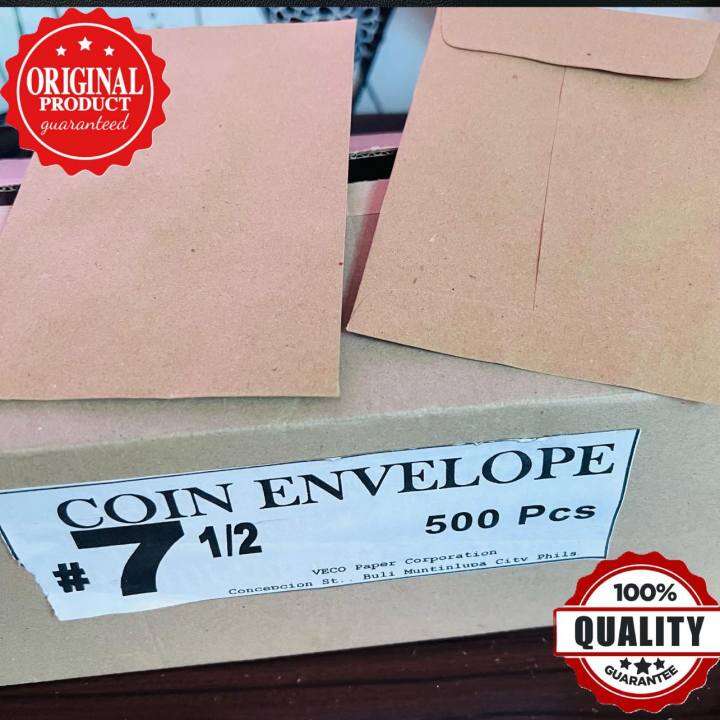 ORIGINAL
PRODUCT
guaranteed
COIN ENVELOPE
#7 1/2
500 Pcs
VECO Paper Corporation
Concepcion St., Buli Muntinlupa City Phils.
100%
QUALITY
GUARANTEE